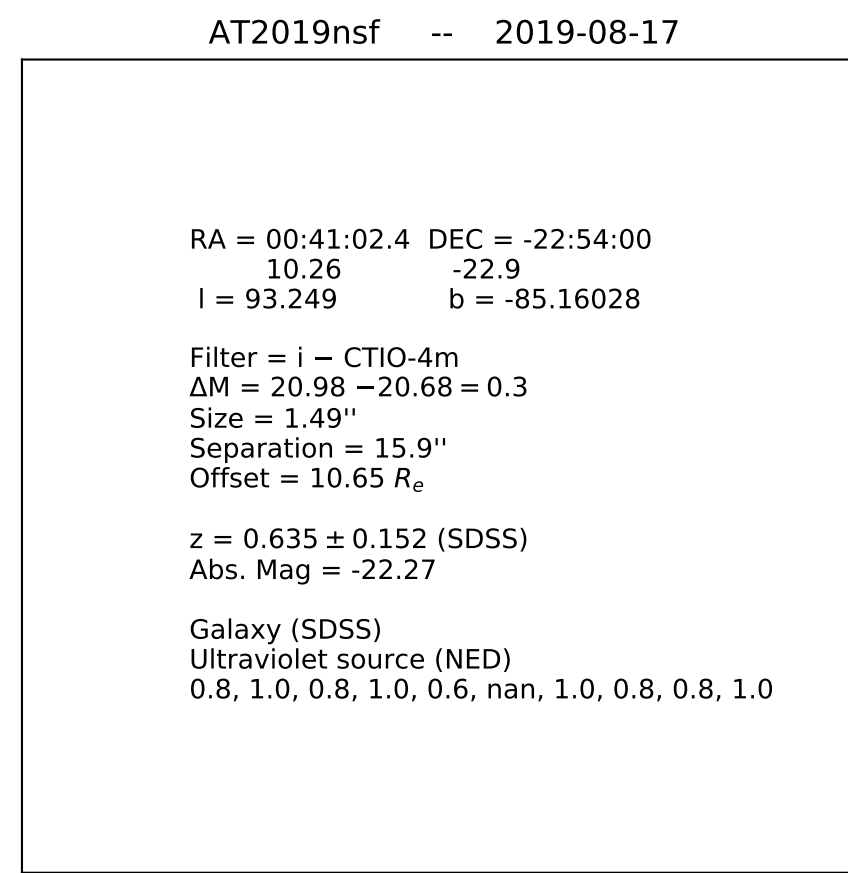 AT2019nsf -- 2019-08-17
RA = 00:41:02.4 DEC = -22:54:00
10.26 -22.9
l = 93.249 b = -85.16028
Filter = i − CTIO-4m
ΔM = 20.98 −20.68 = 0.3
Size = 1.49''
Separation = 15.9''
Offset = 10.65 Re
z = 0.635 ± 0.152 (SDSS)
Abs. Mag = -22.27
Galaxy (SDSS)
Ultraviolet source (NED)
0.8, 1.0, 0.8, 1.0, 0.6, nan, 1.0, 0.8, 0.8, 1.0